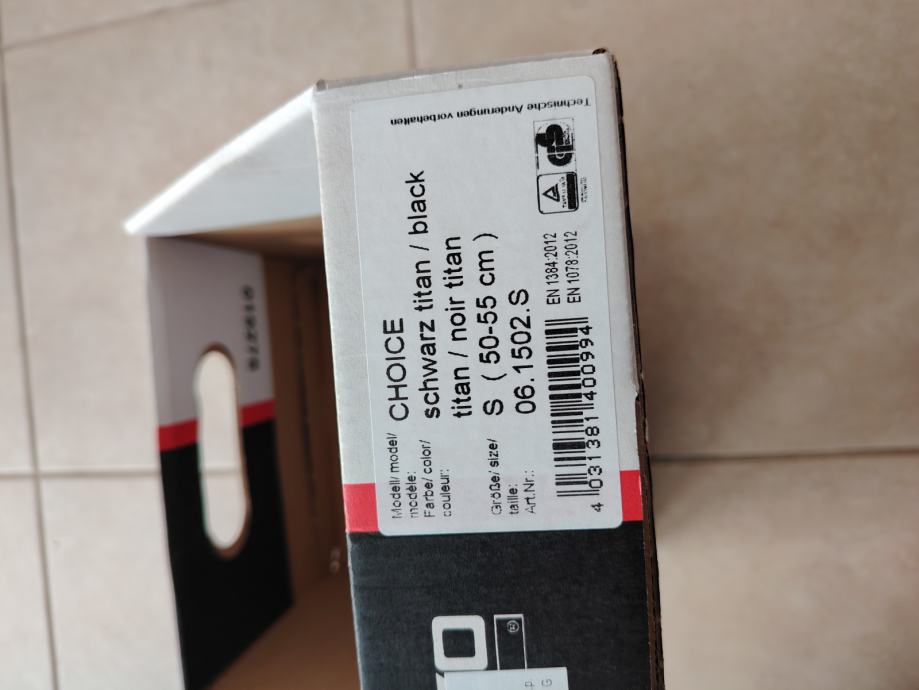 Technische Änderungen vorbehalten
Modell/ model/
modèle:
CHOICE
Farbe/ color/
couleur:
schwarz titan / black
titan / noir titan
Größe/ size/
taille:
S ( 50-55 cm )
Art.Nr.:
06.1502.S
EN 1384:2012
EN 1078:2012
4 031381 400994
GS